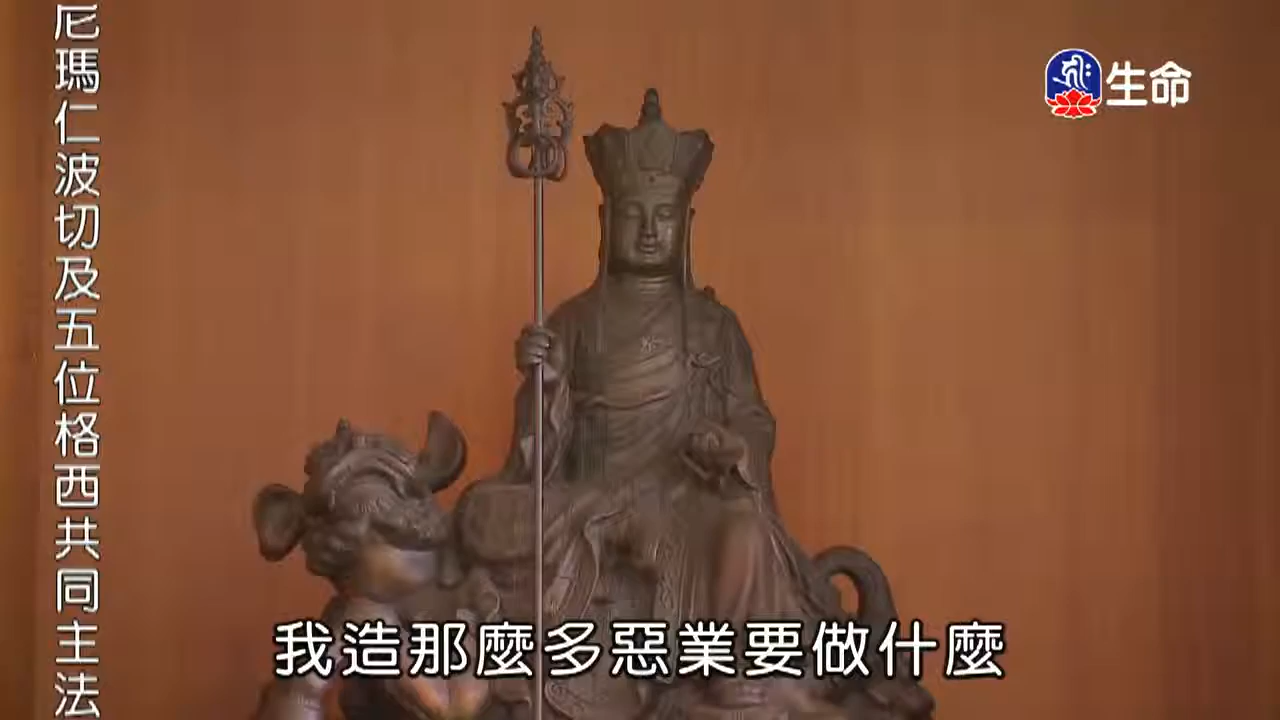 尼瑪仁波切及五位格西共同主法
生命
我造那麼多惡業要做什麼